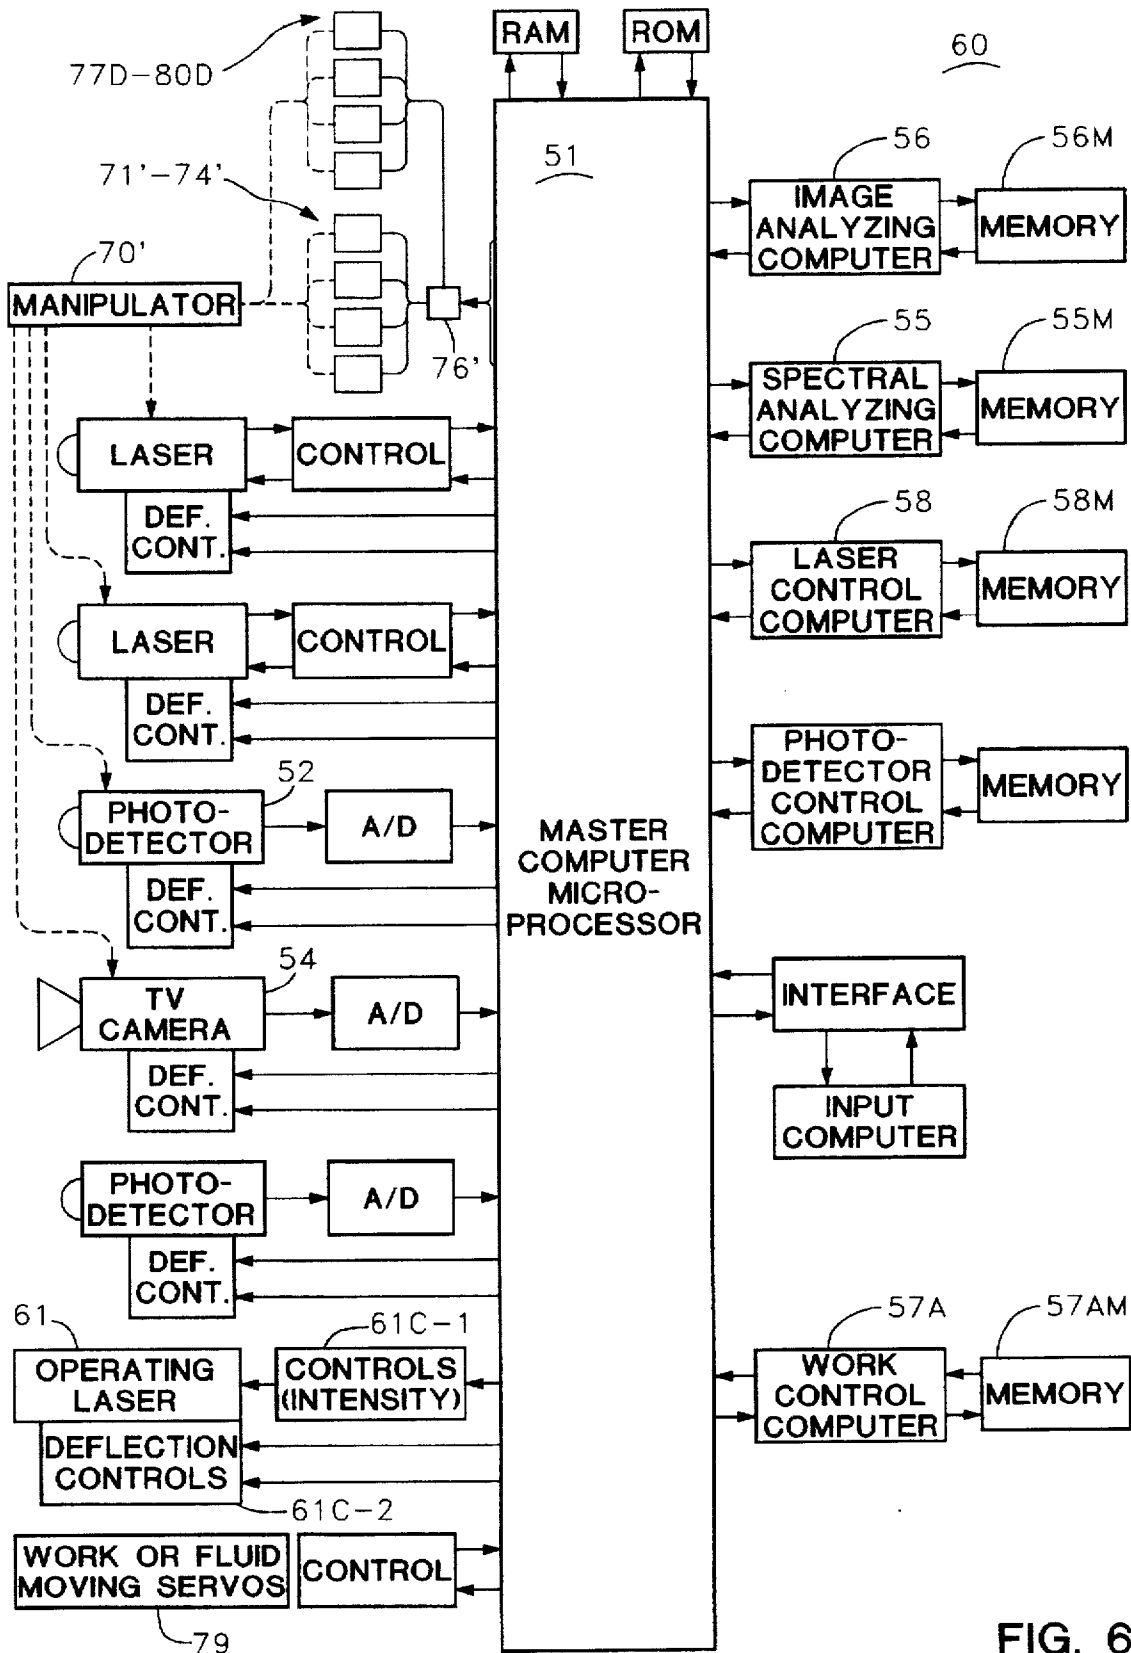 RAM
ROM
60
77D-80D
51
56
56M
71'-74'
IMAGE
ANALYZING
COMPUTER
MEMORY
70'
MANIPULATOR
76'
55
55M
SPECTRAL
ANALYZING
COMPUTER
MEMORY
LASER
CONTROL
DEF.
CONT.
58
58M
LASER
CONTROL
COMPUTER
MEMORY
LASER
CONTROL
DEF.
CONT.
PHOTO-
DETECTOR
CONTROL
COMPUTER
MEMORY
52
PHOTO-
DETECTOR
A/D
DEF.
CONT.
MASTER
COMPUTER
MICRO-
PROCESSOR
54
TV
CAMERA
A/D
DEF.
CONT.
INTERFACE
INPUT
COMPUTER
PHOTO-
DETECTOR
A/D
DEF.
CONT.
61
61C-1
57A
57AM
OPERATING
LASER
CONTROLS
(INTENSITY)
WORK
CONTROL
COMPUTER
MEMORY
DEFLECTION
CONTROLS
61C-2
WORK OR FLUID
MOVING SERVOS
CONTROL
79
FIG. 6